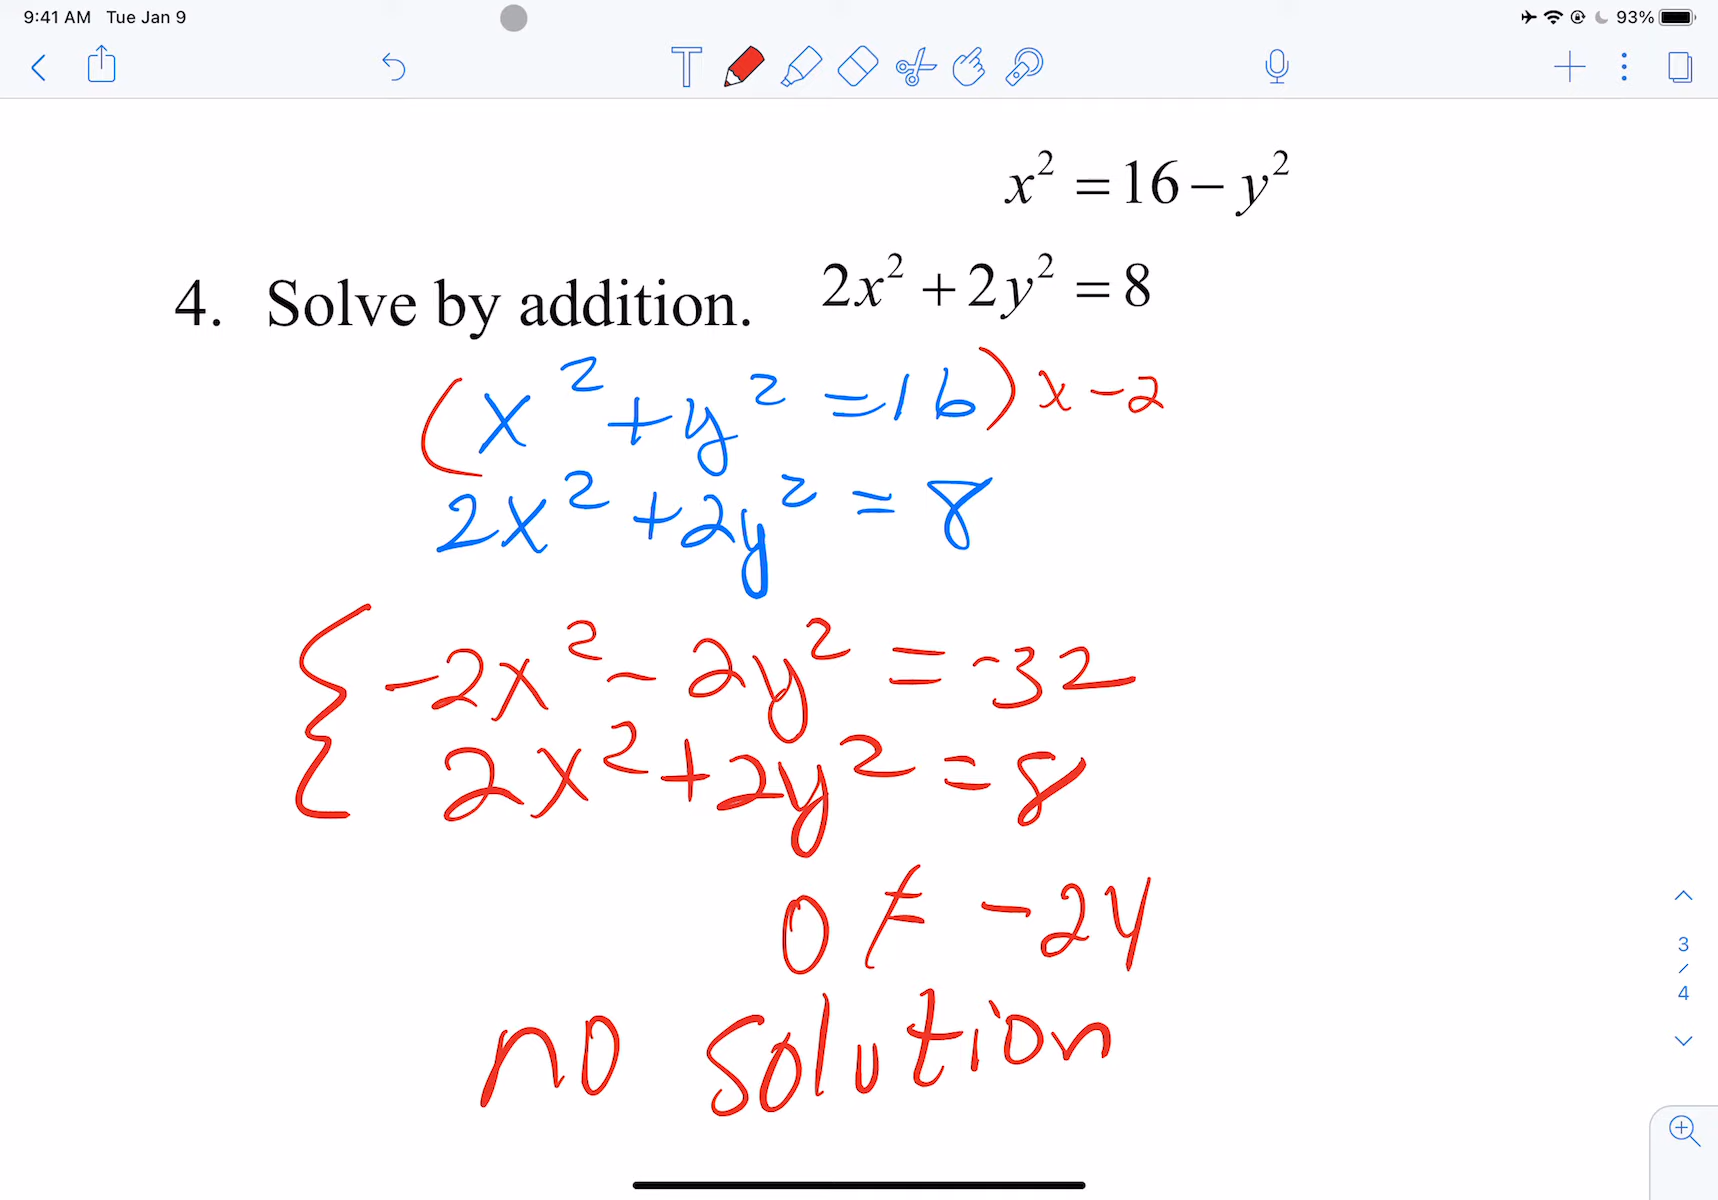 9:41 AM Tue Jan 9 93%
T
x² = 16 − y²
4. Solve by addition. 2x² + 2y² = 8
(x² + y² = 16) x −2
2x² + 2y² = 8
{ −2x² − 2y² = −32
2x² + 2y² = 8
0 ≠ −24
no solution
3
/
4